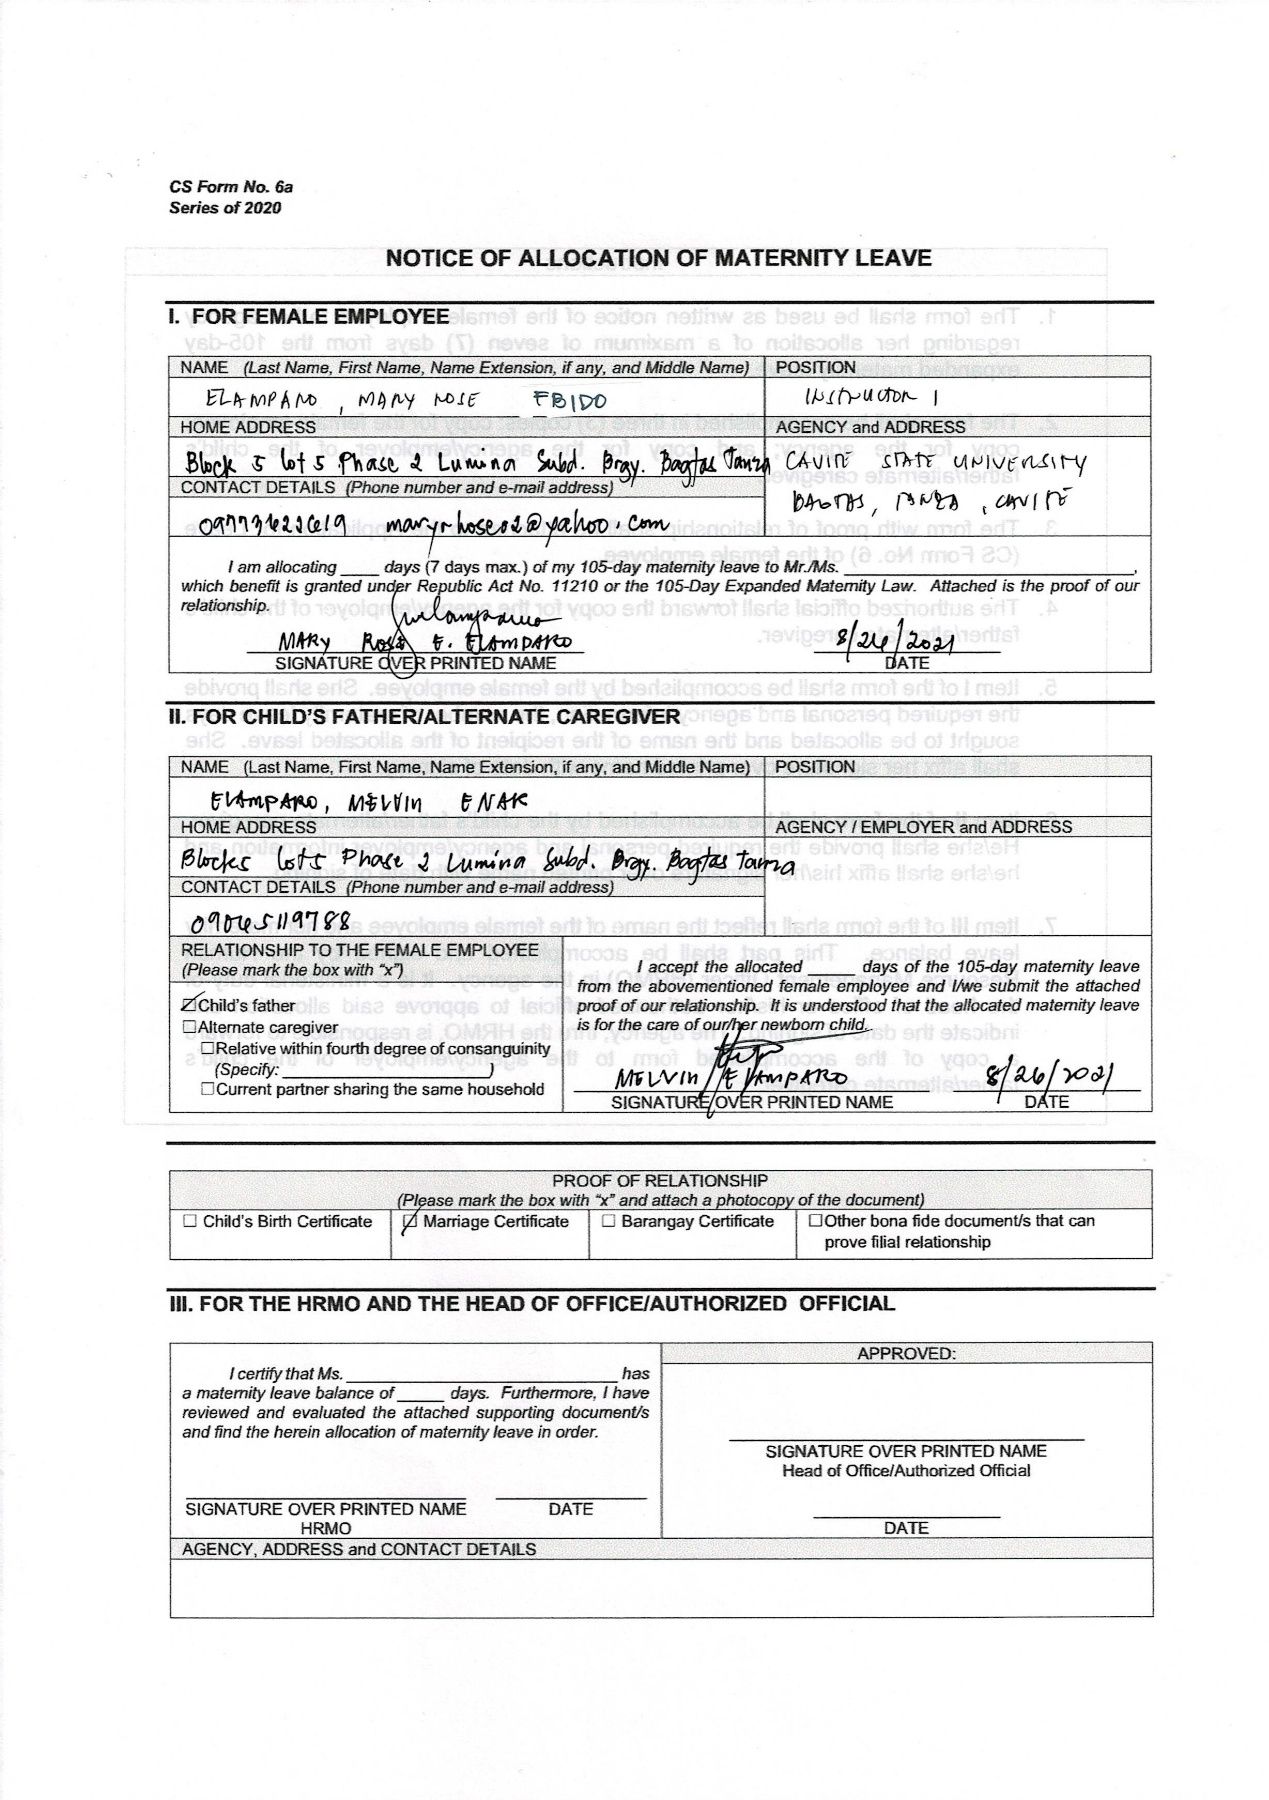 CS Form No. 6a
Series of 2020
NOTICE OF ALLOCATION OF MATERNITY LEAVE
I. FOR FEMALE EMPLOYEE
NAME (Last Name, First Name, Name Extension, if any, and Middle Name) POSITION
ELAMPARO , MARY ROSE EBIDO INSTRUCTOR 1
HOME ADDRESS AGENCY and ADDRESS
Block 5 lot 5 Phase 2 Lumina Subd. Brgy. Bagtas Tanza CAVITE STATE UNIVERSITY
CONTACT DETAILS (Phone number and e-mail address)
BAGTAS, TANZA , CAVITE
09773622619 maryrhose02@yahoo.com
I am allocating ____ days (7 days max.) of my 105-day maternity leave to Mr./Ms. ____,
which benefit is granted under Republic Act No. 11210 or the 105-Day Expanded Maternity Law. Attached is the proof of our
relationship.
MARY ROSE E. ELAMPARO 8/26/2021
SIGNATURE OVER PRINTED NAME DATE
II. FOR CHILD'S FATHER/ALTERNATE CAREGIVER
NAME (Last Name, First Name, Name Extension, if any, and Middle Name) POSITION
ELAMPARO, MELVIN ENAR
HOME ADDRESS AGENCY / EMPLOYER and ADDRESS
Block5 lot5 Phase 2 Lumina Subd. Brgy. Bagtas Tanza
CONTACT DETAILS (Phone number and e-mail address)
09065119788
RELATIONSHIP TO THE FEMALE EMPLOYEE
(Please mark the box with "x")
☑Child's father
☐Alternate caregiver
☐Relative within fourth degree of consanguinity
(Specify: ____)
☐Current partner sharing the same household
I accept the allocated ____ days of the 105-day maternity leave
from the abovementioned female employee and I/we submit the attached
proof of our relationship. It is understood that the allocated maternity leave
is for the care of our/her newborn child.
MELVIN ELAMPARO 8/26/2021
SIGNATURE OVER PRINTED NAME DATE
PROOF OF RELATIONSHIP
(Please mark the box with "x" and attach a photocopy of the document)
☐ Child's Birth Certificate ☑ Marriage Certificate ☐ Barangay Certificate ☐Other bona fide document/s that can
prove filial relationship
III. FOR THE HRMO AND THE HEAD OF OFFICE/AUTHORIZED OFFICIAL
I certify that Ms. ____ has
a maternity leave balance of ____ days. Furthermore, I have
reviewed and evaluated the attached supporting document/s
and find the herein allocation of maternity leave in order.
SIGNATURE OVER PRINTED NAME DATE
HRMO
APPROVED:
SIGNATURE OVER PRINTED NAME
Head of Office/Authorized Official
DATE
AGENCY, ADDRESS and CONTACT DETAILS